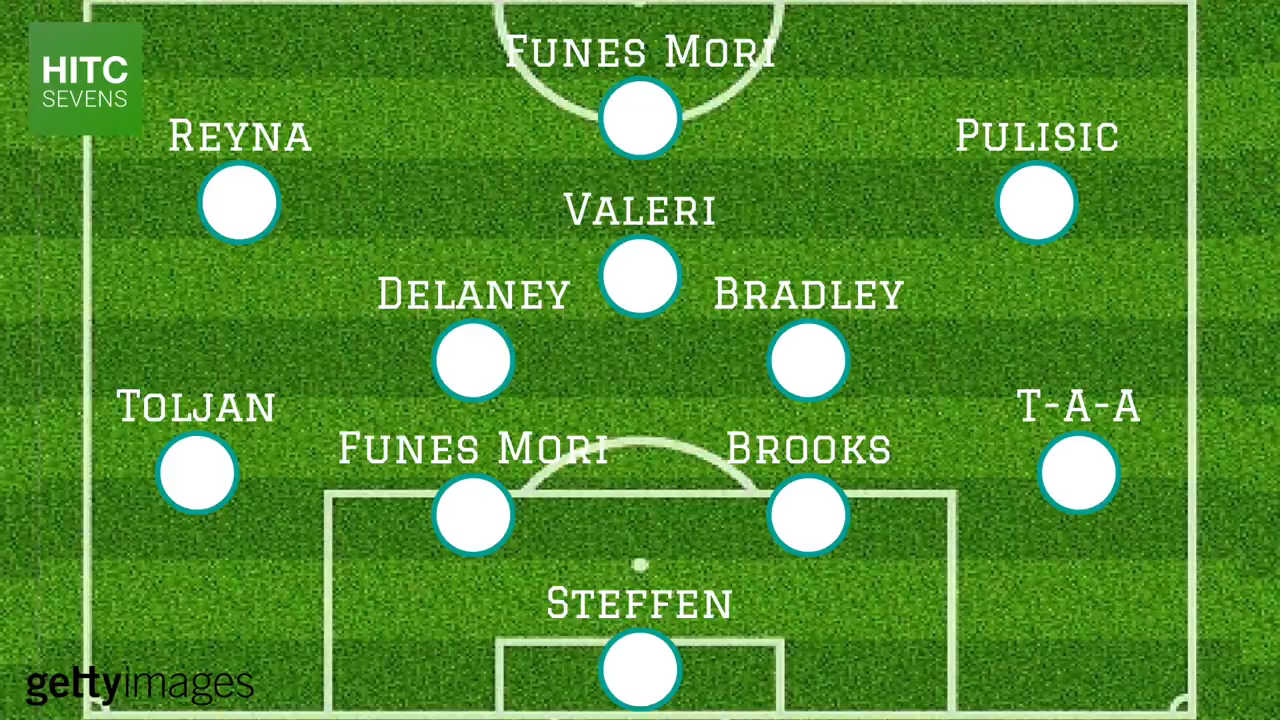 FUNES MORI
HITC
SEVENS
REYNA
PULISIC
VALERI
DELANEY
BRADLEY
TOLJAN
T-A-A
FUNES MORI
BROOKS
STEFFEN
gettyimages